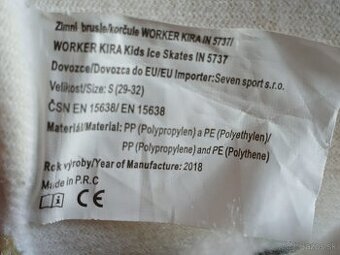 Zimní brusle/korčule WORKER KIRA IN 5737/
WORKER KIRA Kids Ice Skates IN 5737
Dovozce/Dovozca do EU/EU Importer: Seven sport s.r.o.
Velikost/Size: S (29-32)
ČSN EN 15638/ EN 15638
Materiál/Material: PP (Polypropylen) a PE (Polyethylen)/
PP (Polypropylene) and PE (Polythene)
Rok výroby/Year of Manufacture: 2018
Made in P.R.C
CE